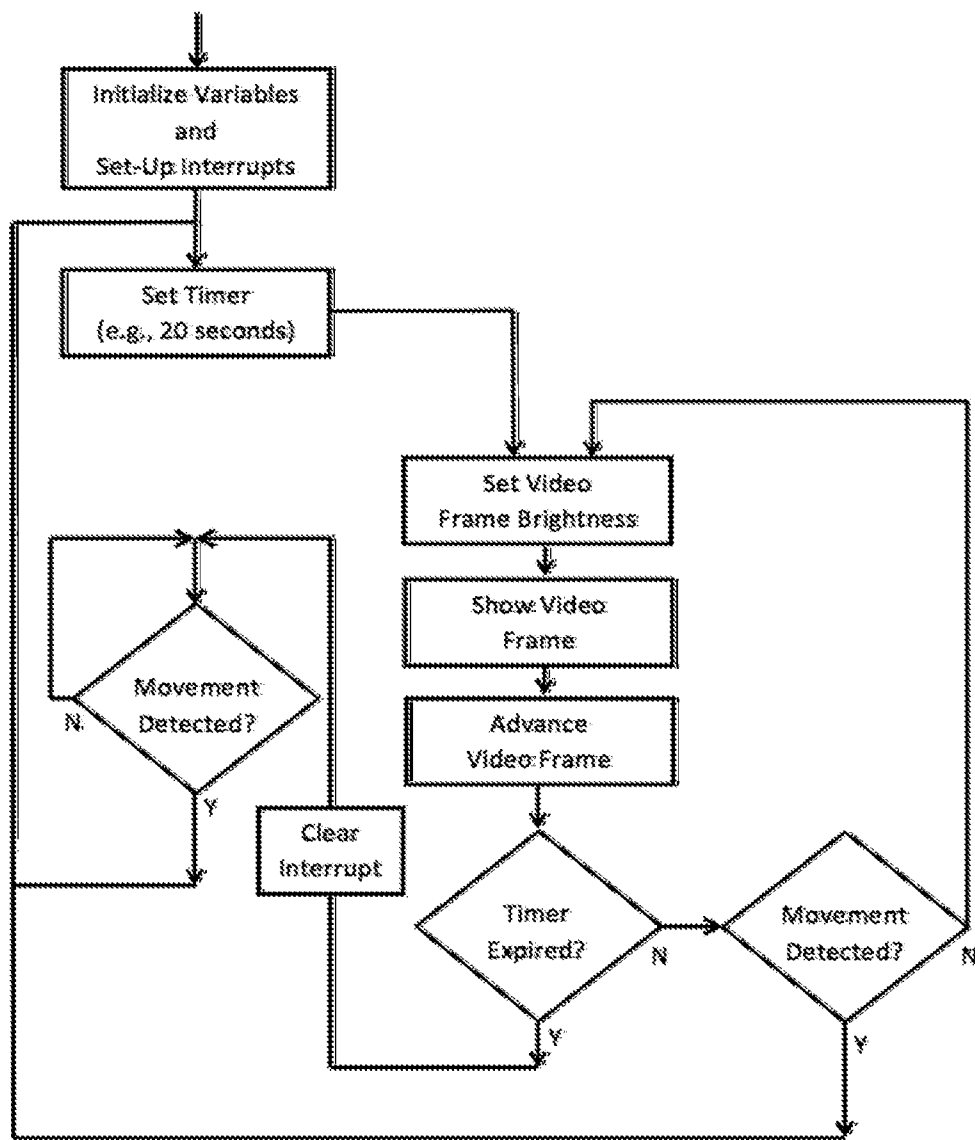 Initialize Variables
and
Set-Up Interrupts
Set Timer
(e.g., 20 seconds)
Set Video
Frame Brightness
Show Video
Frame
Advance
Video Frame
Movement
Detected?
N
Y
Clear
Interrupt
Timer
Expired?
N
Y
Movement
Detected?
N
Y